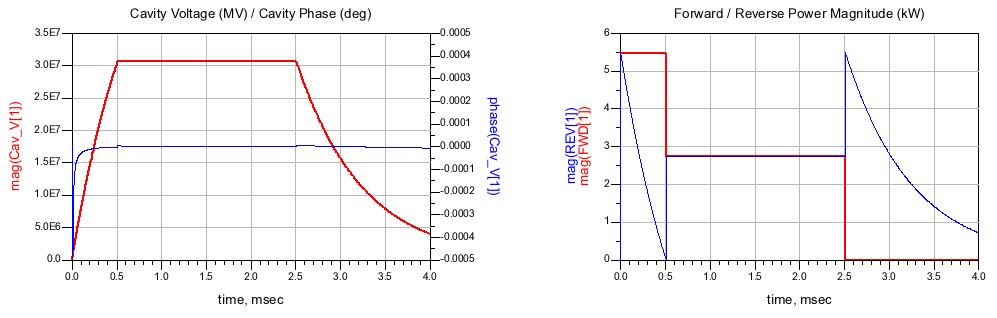 Cavity Voltage (MV) / Cavity Phase (deg)
3.5E7
3.0E7
2.5E7
2.0E7
1.5E7
1.0E7
5.0E6
0.0
mag(Cav_V[1])
0.0005
0.0004
0.0003
0.0002
0.0001
0.0000
-0.0001
-0.0002
-0.0003
-0.0004
-0.0005
phase(Cav_V[1])
0.0 0.5 1.0 1.5 2.0 2.5 3.0 3.5 4.0
time, msec
Forward / Reverse Power Magnitude (kW)
6
5
4
3
2
1
0
mag(REV[1])
mag(FWD[1])
0.0 0.5 1.0 1.5 2.0 2.5 3.0 3.5 4.0
time, msec